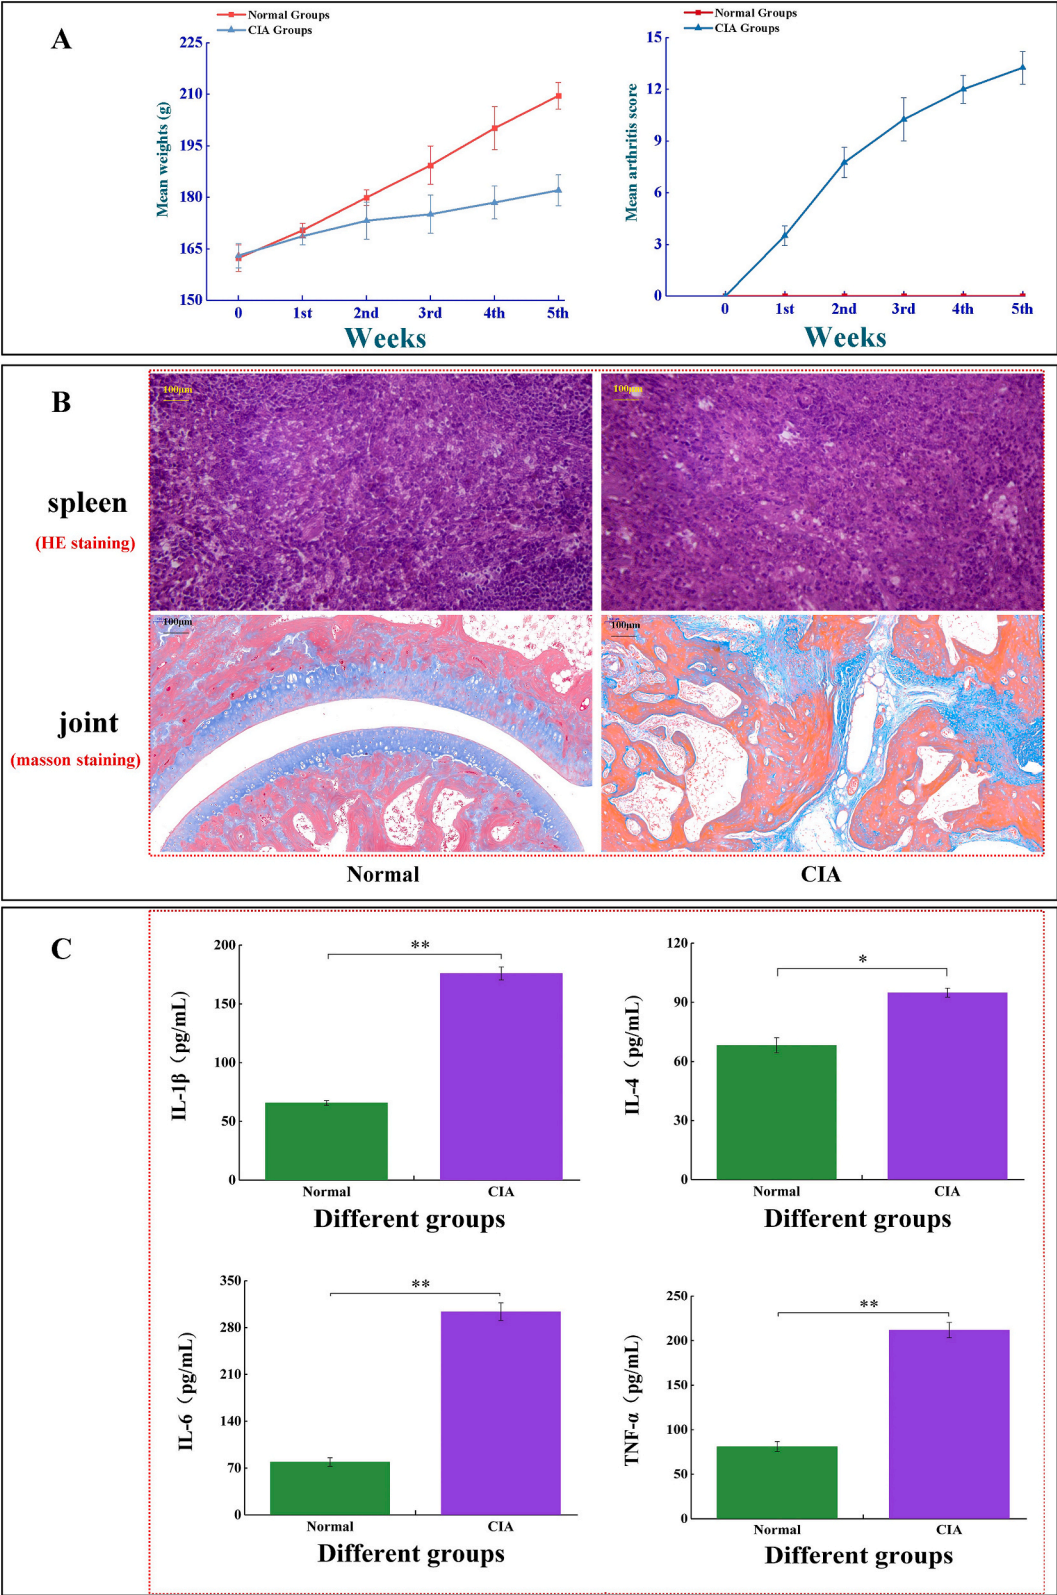 A
Normal Groups
CIA Groups
225
210
195
180
165
150
Mean weights (g)
0 1st 2nd 3rd 4th 5th
Weeks
Normal Groups
CIA Groups
15
12
9
6
3
0
Mean arthritis score
0 1st 2nd 3rd 4th 5th
Weeks
B
spleen
(HE staining)
100μm
100μm
joint
(masson staining)
100μm
100μm
Normal
CIA
C
200
150
100
50
0
IL-1β（pg/mL）
**
Normal CIA
Different groups
120
90
60
30
0
IL-4（pg/mL）
*
Normal CIA
Different groups
350
280
210
140
70
0
IL-6（pg/mL）
**
Normal CIA
Different groups
250
200
150
100
50
0
TNF-α（pg/mL）
**
Normal CIA
Different groups